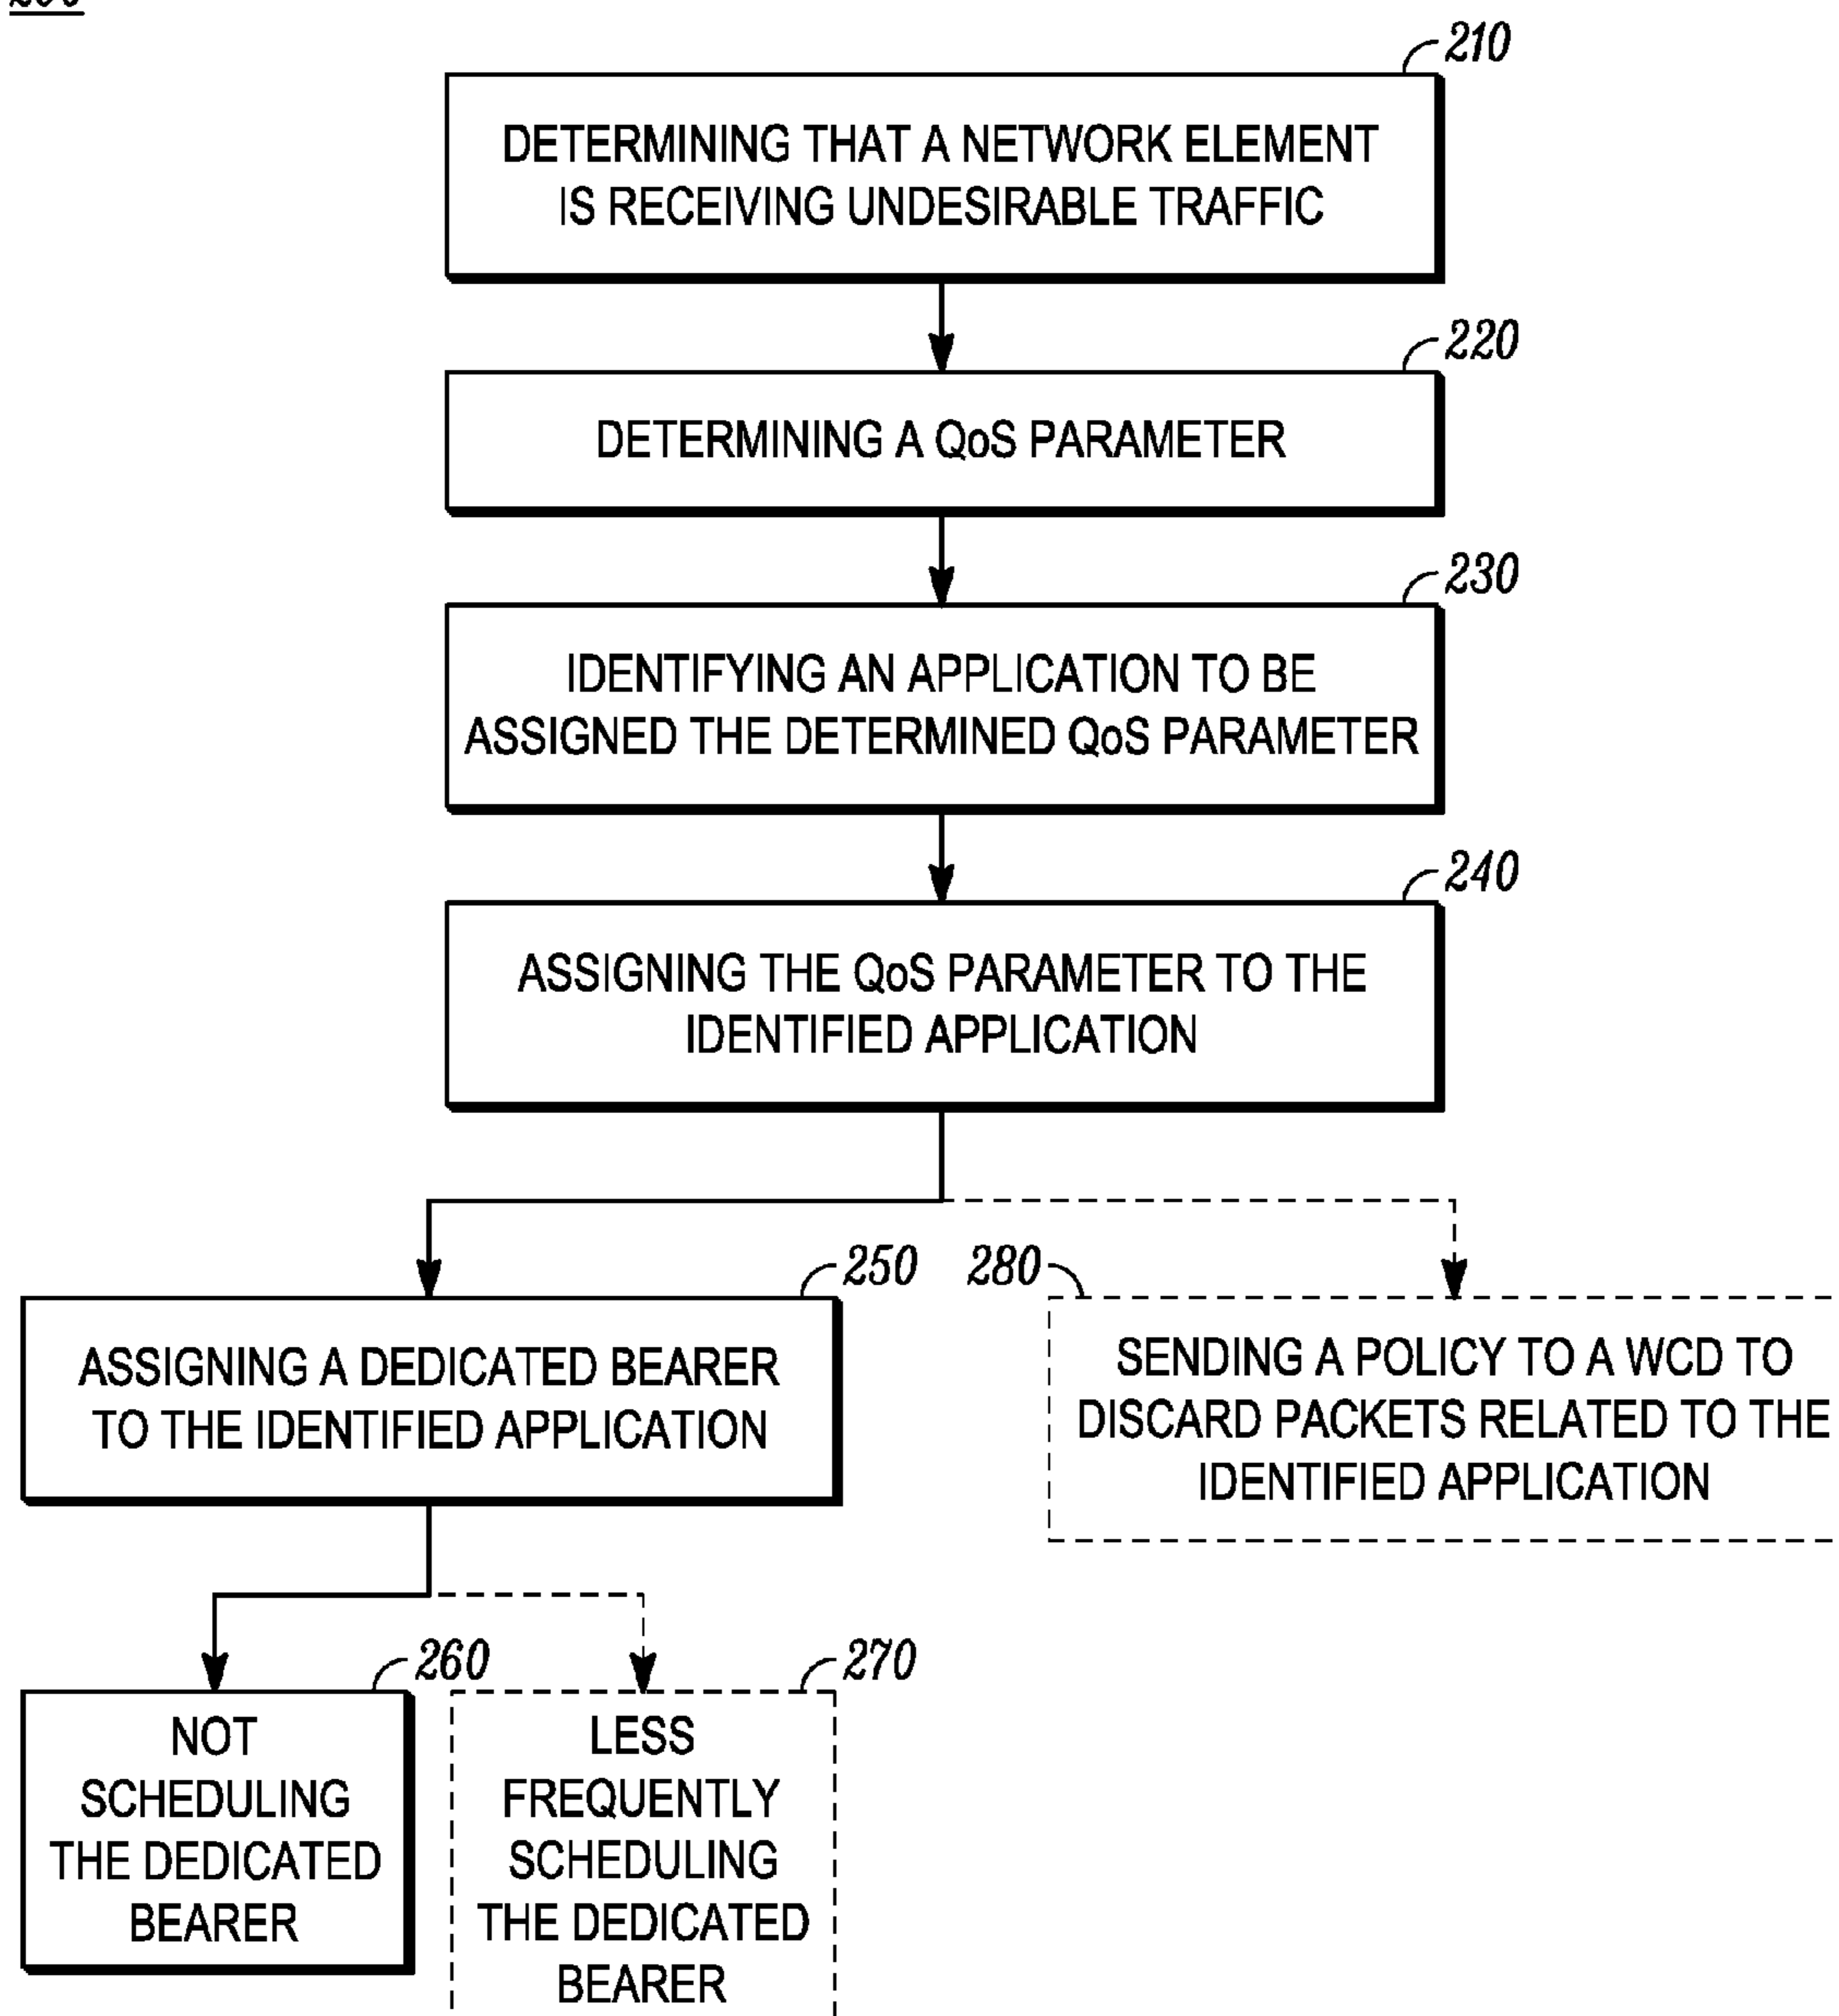 210
DETERMINING THAT A NETWORK ELEMENT
IS RECEIVING UNDESIRABLE TRAFFIC
220
DETERMINING A QoS PARAMETER
230
IDENTIFYING AN APPLICATION TO BE
ASSIGNED THE DETERMINED QoS PARAMETER
240
ASSIGNING THE QoS PARAMETER TO THE
IDENTIFIED APPLICATION
250
ASSIGNING A DEDICATED BEARER
TO THE IDENTIFIED APPLICATION
280
SENDING A POLICY TO A WCD TO
DISCARD PACKETS RELATED TO THE
IDENTIFIED APPLICATION
260
NOT
SCHEDULING
THE DEDICATED
BEARER
270
LESS
FREQUENTLY
SCHEDULING
THE DEDICATED
BEARER